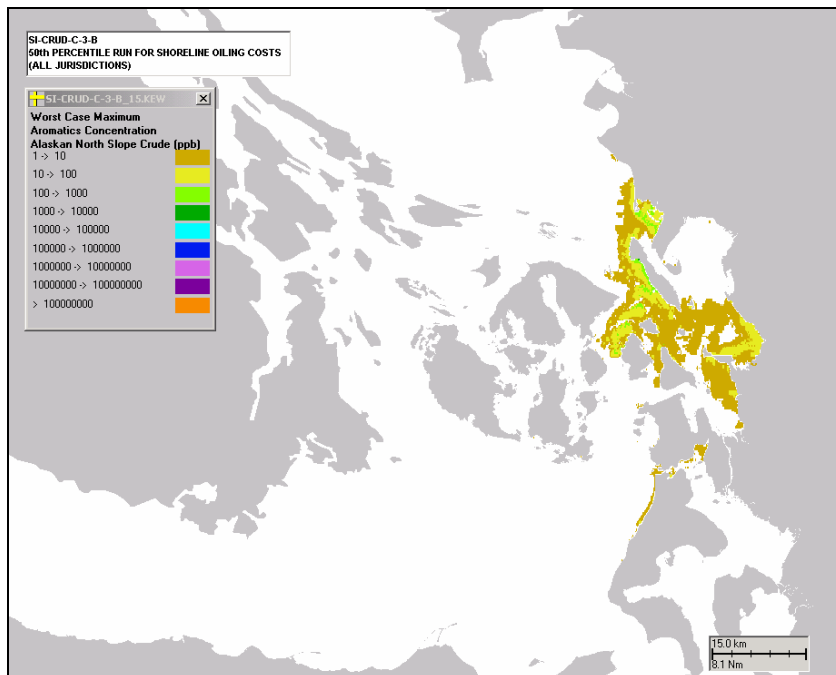 SI-CRUD-C-3-B
50th PERCENTILE RUN FOR SHORELINE OILING COSTS
(ALL JURISDICTIONS)
SI-CRUD-C-3-B_15.KEW
Worst Case Maximum
Aromatics Concentration
Alaskan North Slope Crude (ppb)
1 -> 10
10 -> 100
100 -> 1000
1000 -> 10000
10000 -> 100000
100000 -> 1000000
1000000 -> 10000000
10000000 -> 100000000
> 100000000
15.0 km
8.1 Nm